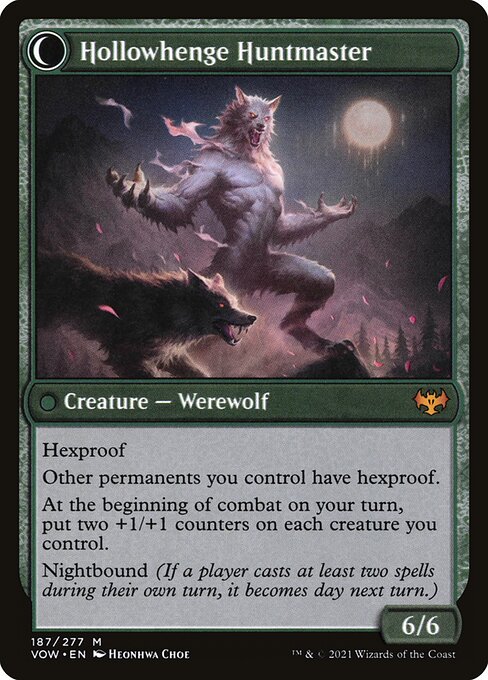 Hollowhenge Huntmaster
Creature — Werewolf
Hexproof
Other permanents you control have hexproof.
At the beginning of combat on your turn,
put two +1/+1 counters on each creature you
control.
Nightbound (If a player casts at least two spells
during their own turn, it becomes day next turn.)
6/6
187/277 M
VOW • EN Heonhwa Choe
™ & © 2021 Wizards of the Coast